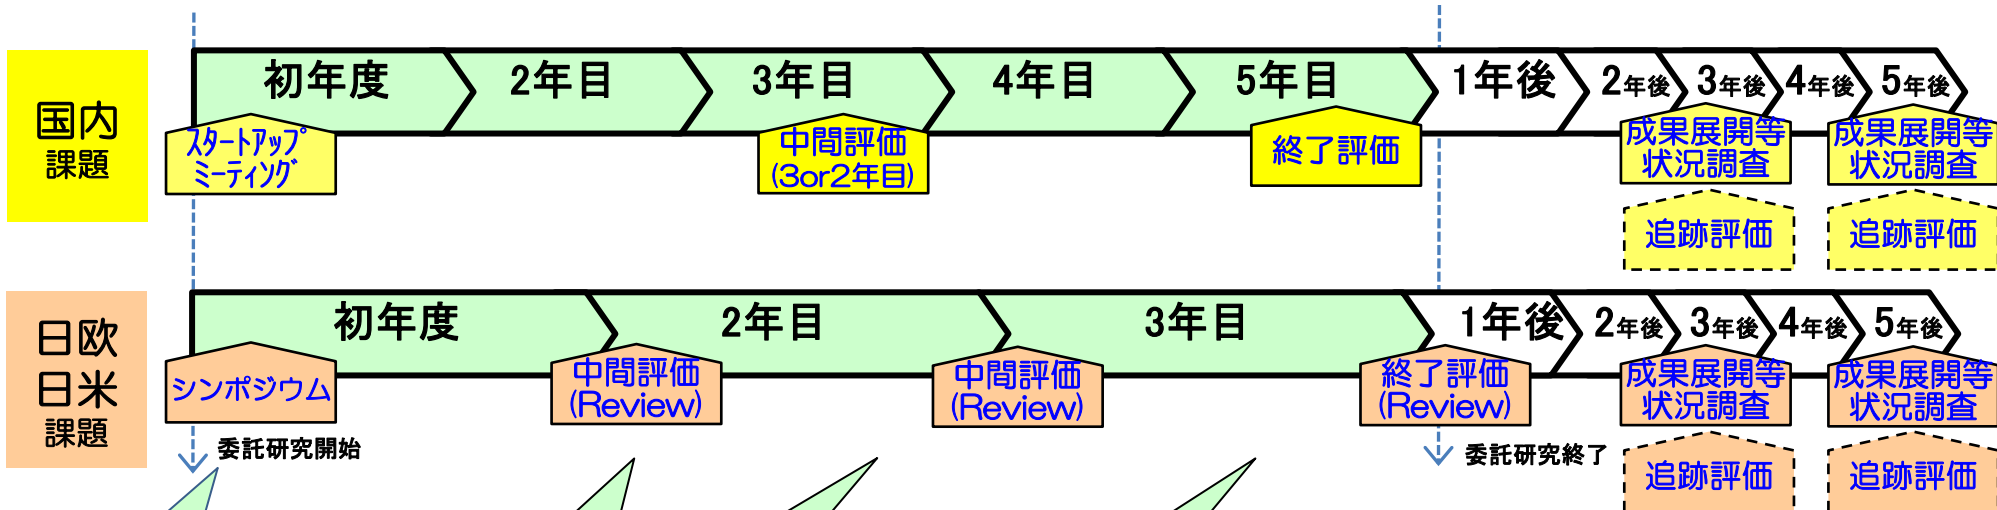 国内
課題
初年度
2年目
3年目
4年目
5年目
1年後
2年後
3年後
4年後
5年後
スタートアップ
ミーティング
中間評価
(3or2年目)
終了評価
成果展開等
状況調査
成果展開等
状況調査
追跡評価
追跡評価
日欧
日米
課題
初年度
2年目
3年目
1年後
2年後
3年後
4年後
5年後
シンポジウム
中間評価
(Review)
中間評価
(Review)
終了評価
(Review)
成果展開等
状況調査
成果展開等
状況調査
委託研究開始
委託研究終了
追跡評価
追跡評価